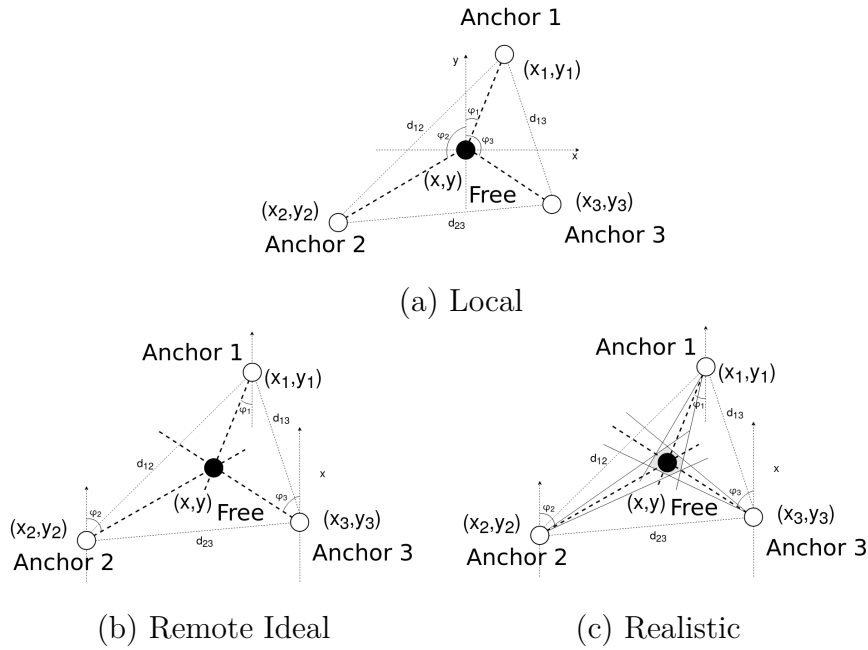 Anchor 1
y
(x1,y1)
φ1
d12
d13
φ2
φ3
x
(x,y)
Free
(x2,y2)
(x3,y3)
d23
Anchor 2
Anchor 3
(a) Local
Anchor 1
(x1,y1)
φ1
d13
d12
x
(x,y)
φ3
Free
φ2
(x2,y2)
(x3,y3)
d23
Anchor 2
Anchor 3
(b) Remote Ideal
Anchor 1
(x1,y1)
φ1
d13
d12
x
(x,y)
φ3
Free
φ2
(x2,y2)
(x3,y3)
d23
Anchor 2
Anchor 3
(c) Realistic